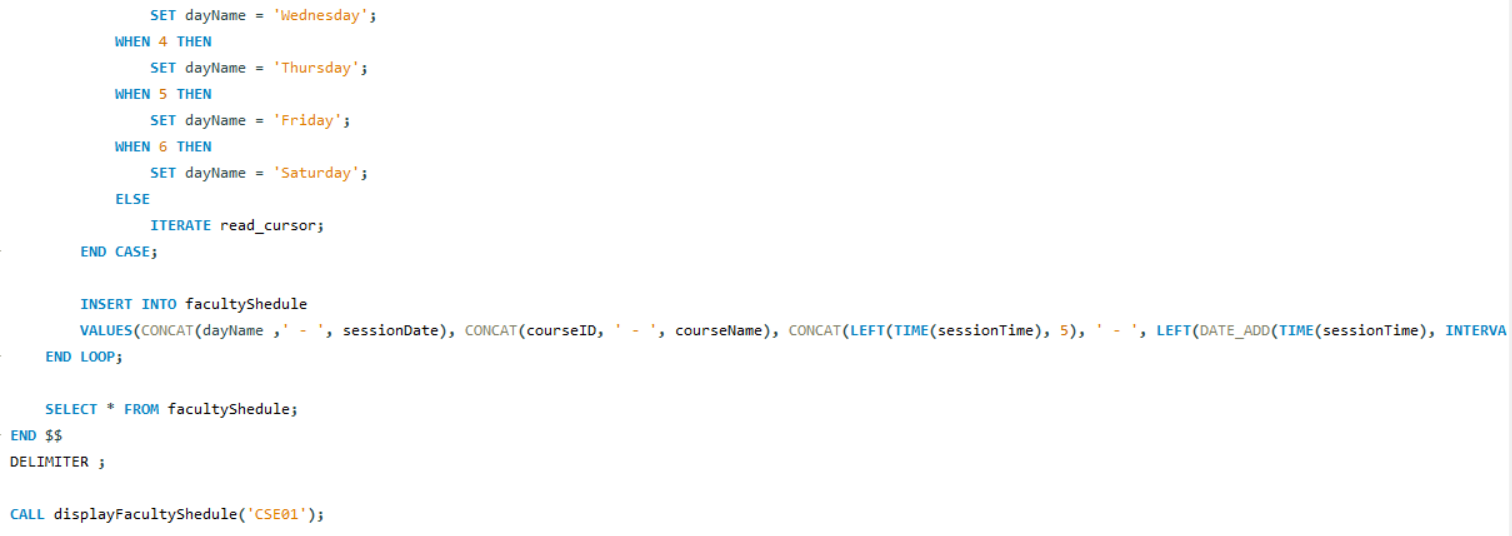 SET dayName = 'Wednesday';
WHEN 4 THEN
SET dayName = 'Thursday';
WHEN 5 THEN
SET dayName = 'Friday';
WHEN 6 THEN
SET dayName = 'Saturday';
ELSE
ITERATE read_cursor;
END CASE;
INSERT INTO facultyShedule
VALUES(CONCAT(dayName ,' - ', sessionDate), CONCAT(courseID, ' - ', courseName), CONCAT(LEFT(TIME(sessionTime), 5), ' - ', LEFT(DATE_ADD(TIME(sessionTime), INTERVA
END LOOP;
SELECT * FROM facultyShedule;
END $$
DELIMITER ;
CALL displayFacultyShedule('CSE01');